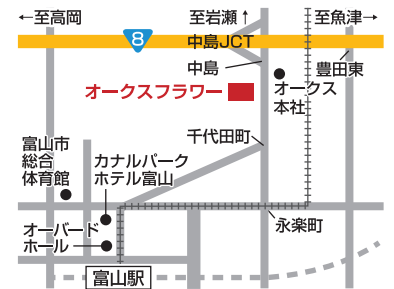 ←至高岡
至岩瀬↑
至魚津→
8
中島JCT
中島
豊田東
オークスフラワー
オークス
本社
千代田町
富山市
総合
体育館
カナルパーク
ホテル富山
永楽町
オーバード
ホール
富山駅